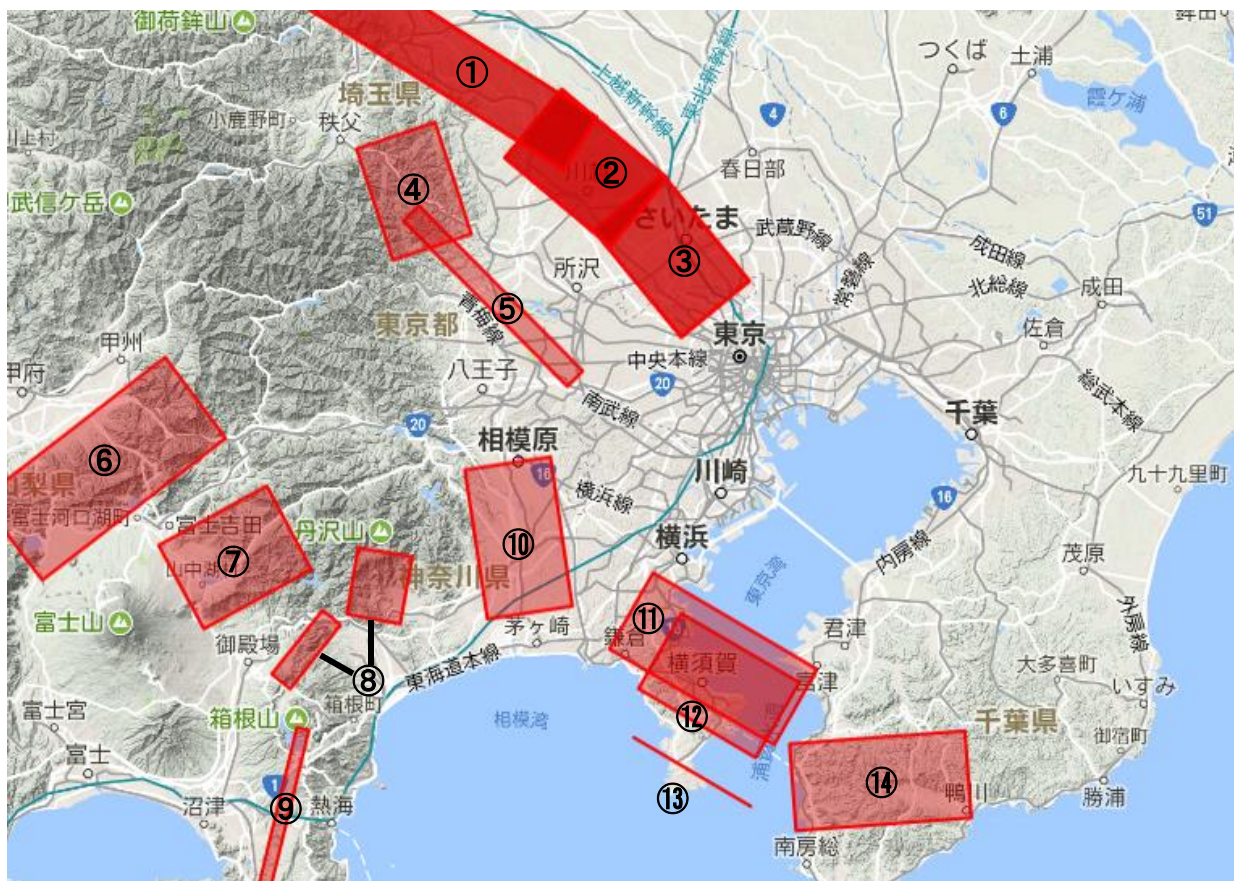 御荷鉾山
鉾田
つくば
土浦
①
上越新幹線
東北新幹線
埼玉県
霞ケ浦
小鹿野町
秩父
4
6
川上村
春日部
②
川越
④
武信ケ岳
51
さいたま
武蔵野線
成田線
③
所沢
常磐線
北総線
成田
⑤
青梅線
東京都
佐倉
甲州
東京
中央本線
甲府
八王子
20
総武本線
南武線
千葉
20
相模原
⑥
16
川崎
九十九里町
梨県
横浜線
16
富士河口湖町
富士吉田
丹沢山
⑩
横浜
内房線
茂原
⑦
山中湖
神奈川県
東京湾
富士山
⑪
君津
外房線
御殿場
茅ヶ崎
鎌倉
大多喜町
⑧
東海道本線
横須賀
富津
いすみ
富士宮
箱根山
箱根町
相模湾
⑫
千葉県
御宿町
富士
1
⑬
⑭
沼津
⑨
熱海
鴨川
勝浦
南房総